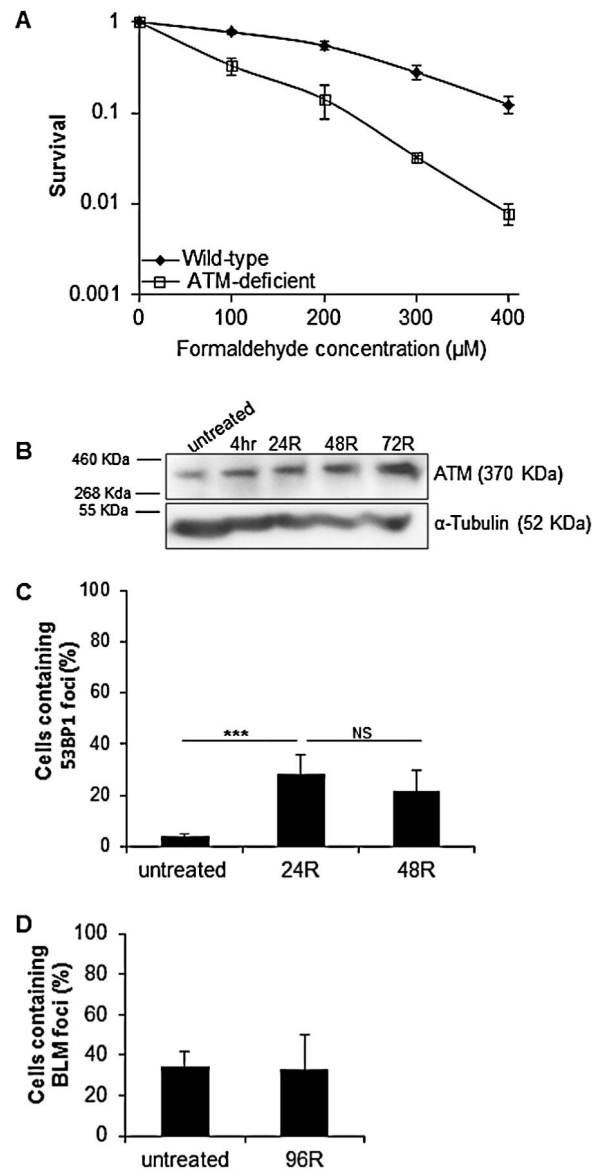 A
1
0.1
0.01
0.001
Survival
Wild-type
ATM-deficient
0 100 200 300 400
Formaldehyde concentration (µM)
B
untreated 4hr 24R 48R 72R
460 KDa
268 Kda
55 KDa
ATM (370 KDa)
α-Tubulin (52 KDa)
C
100
80
60
40
20
0
Cells containing
53BP1 foci (%)
*** NS
untreated 24R 48R
D
100
80
60
40
20
0
Cells containing
BLM foci (%)
untreated 96R